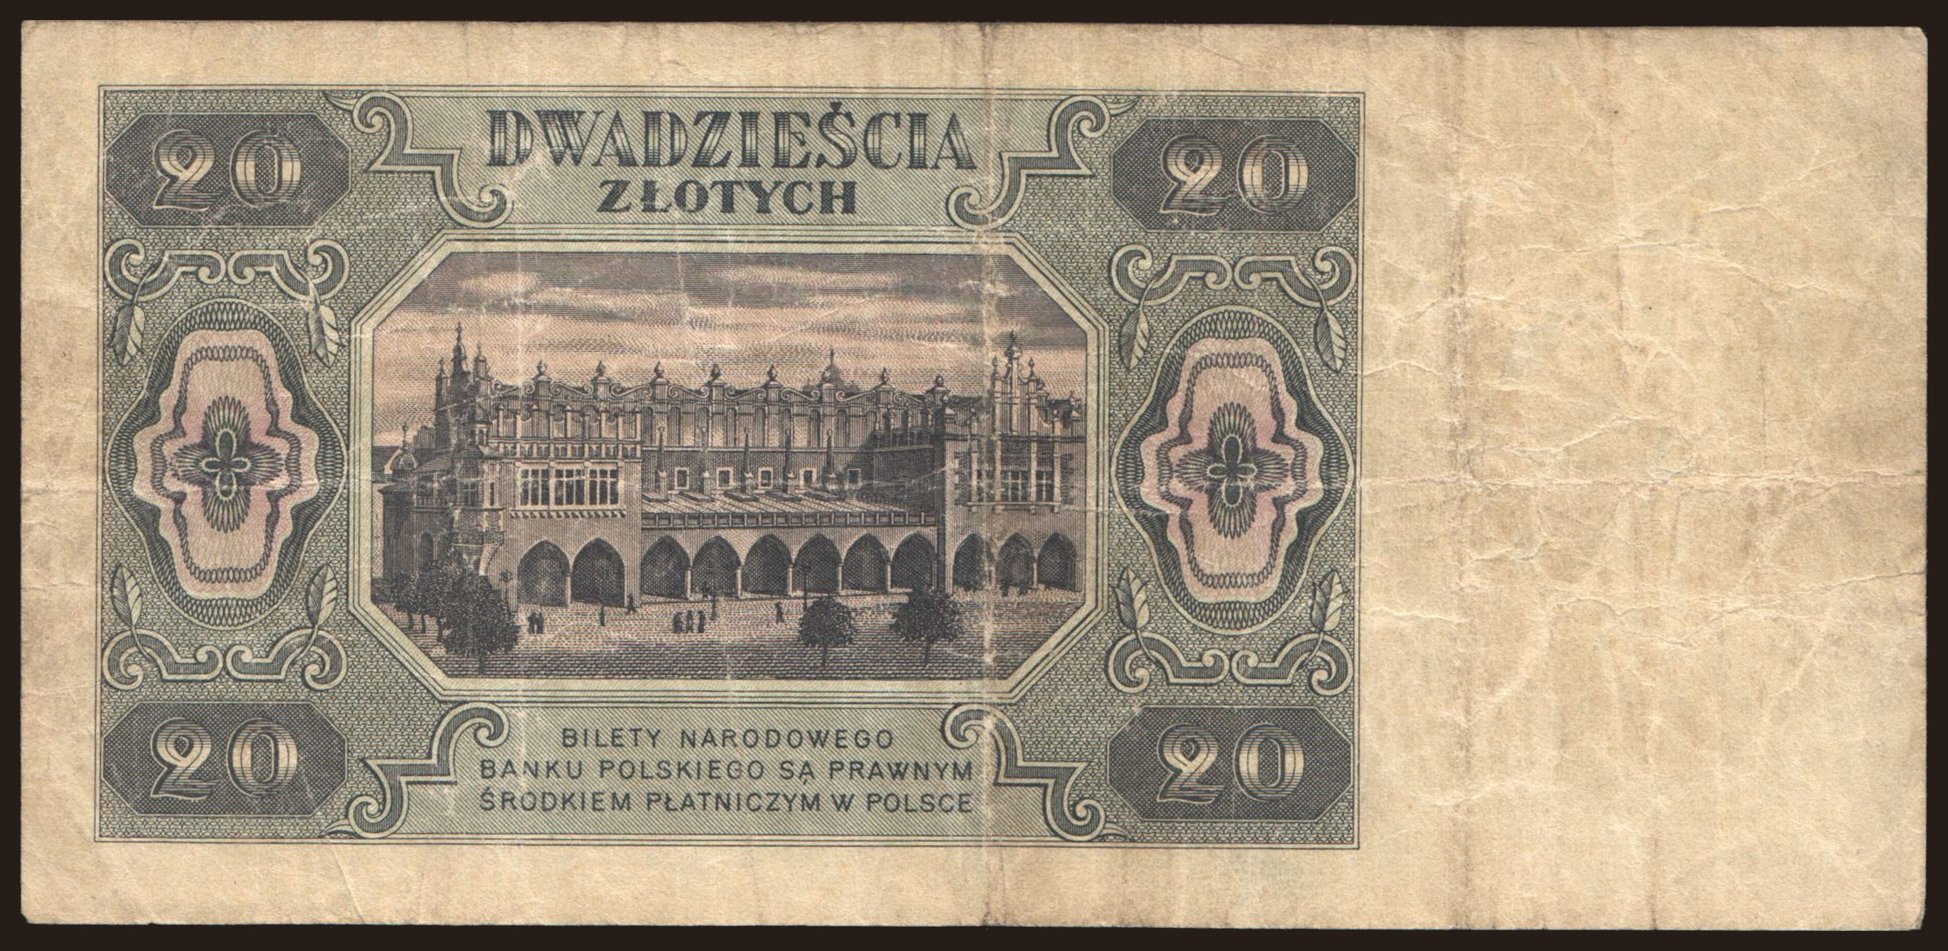 20 DWADZIEŚCIA 20
ZŁOTYCH
20 BILETY NARODOWEGO 20
BANKU POLSKIEGO SĄ PRAWNYM
ŚRODKIEM PŁATNICZYM W POLSCE